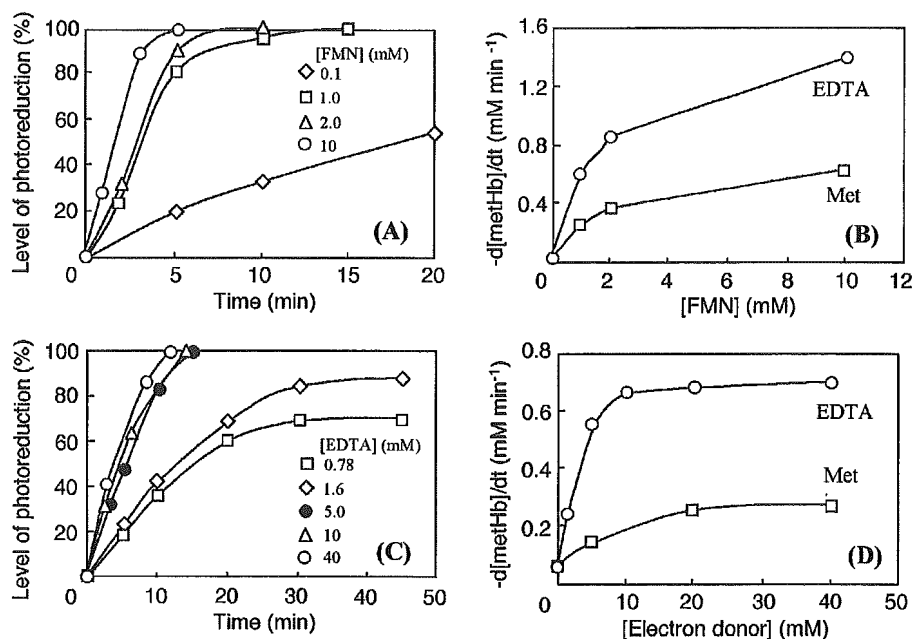 Level of photoreduction (%)
100
80
60
40
20
0
[FMN] (mM)
0.1
1.0
2.0
10
(A)
0 5 10 15 20
Time (min)
-d[metHb]/dt (mM min⁻¹)
1.6
1.2
0.8
0.4
0
EDTA
Met
(B)
2 4 6 8 10 12
[FMN] (mM)
Level of photoreduction (%)
100
80
60
40
20
0
[EDTA] (mM)
0.78
1.6
5.0
10
40
(C)
10 20 30 40 50
Time (min)
-d[metHb]/dt (mM min⁻¹)
0.8
0.6
0.4
0.2
0
EDTA
Met
(D)
10 20 30 40 50
[Electron donor] (mM)